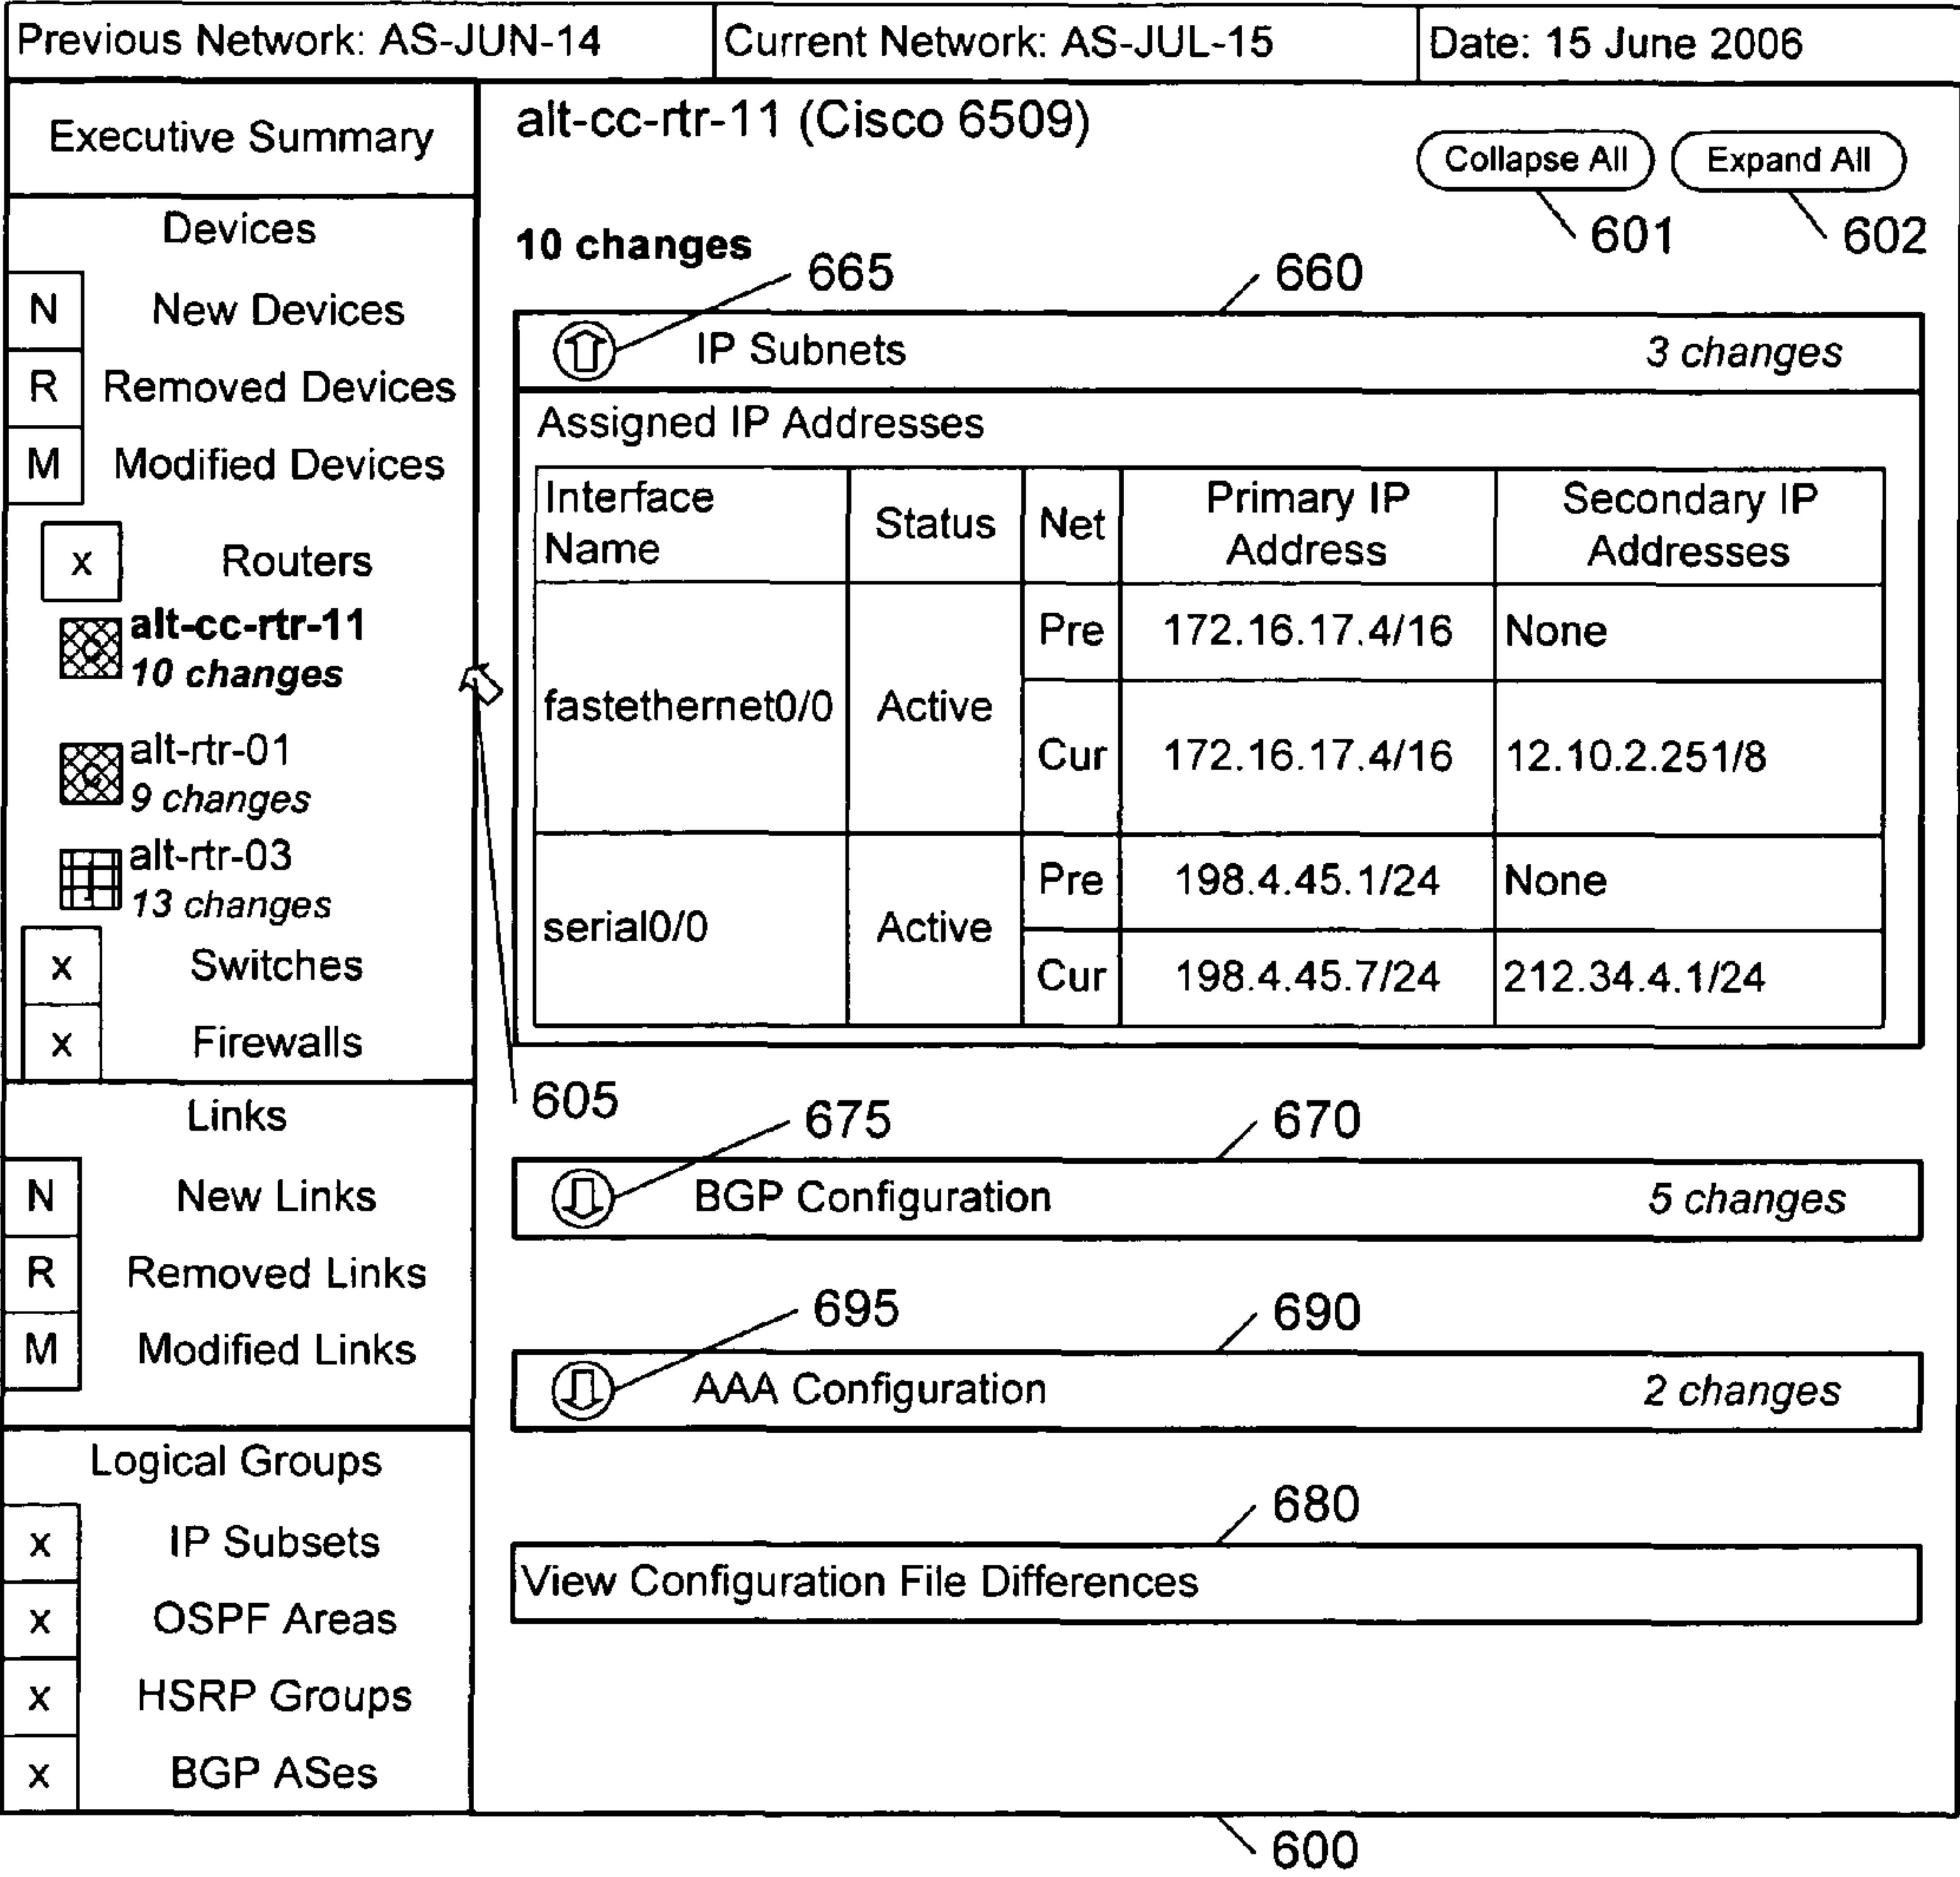 Previous Network: AS-JUN-14
Current Network: AS-JUL-15
Date: 15 June 2006
Executive Summary
Devices
N New Devices
R Removed Devices
M Modified Devices
x Routers
alt-cc-rtr-11
10 changes
alt-rtr-01
9 changes
alt-rtr-03
13 changes
x Switches
x Firewalls
Links
N New Links
R Removed Links
M Modified Links
Logical Groups
x IP Subsets
x OSPF Areas
x HSRP Groups
x BGP ASes
alt-cc-rtr-11 (Cisco 6509)
Collapse All
Expand All
601
602
10 changes
665
660
IP Subnets
3 changes
Assigned IP Addresses
Interface Name
Status
Net
Primary IP Address
Secondary IP Addresses
fastethernet0/0
Active
Pre
172.16.17.4/16
None
Cur
172.16.17.4/16
12.10.2.251/8
serial0/0
Active
Pre
198.4.45.1/24
None
Cur
198.4.45.7/24
212.34.4.1/24
605
675
670
BGP Configuration
5 changes
695
690
AAA Configuration
2 changes
680
View Configuration File Differences
600